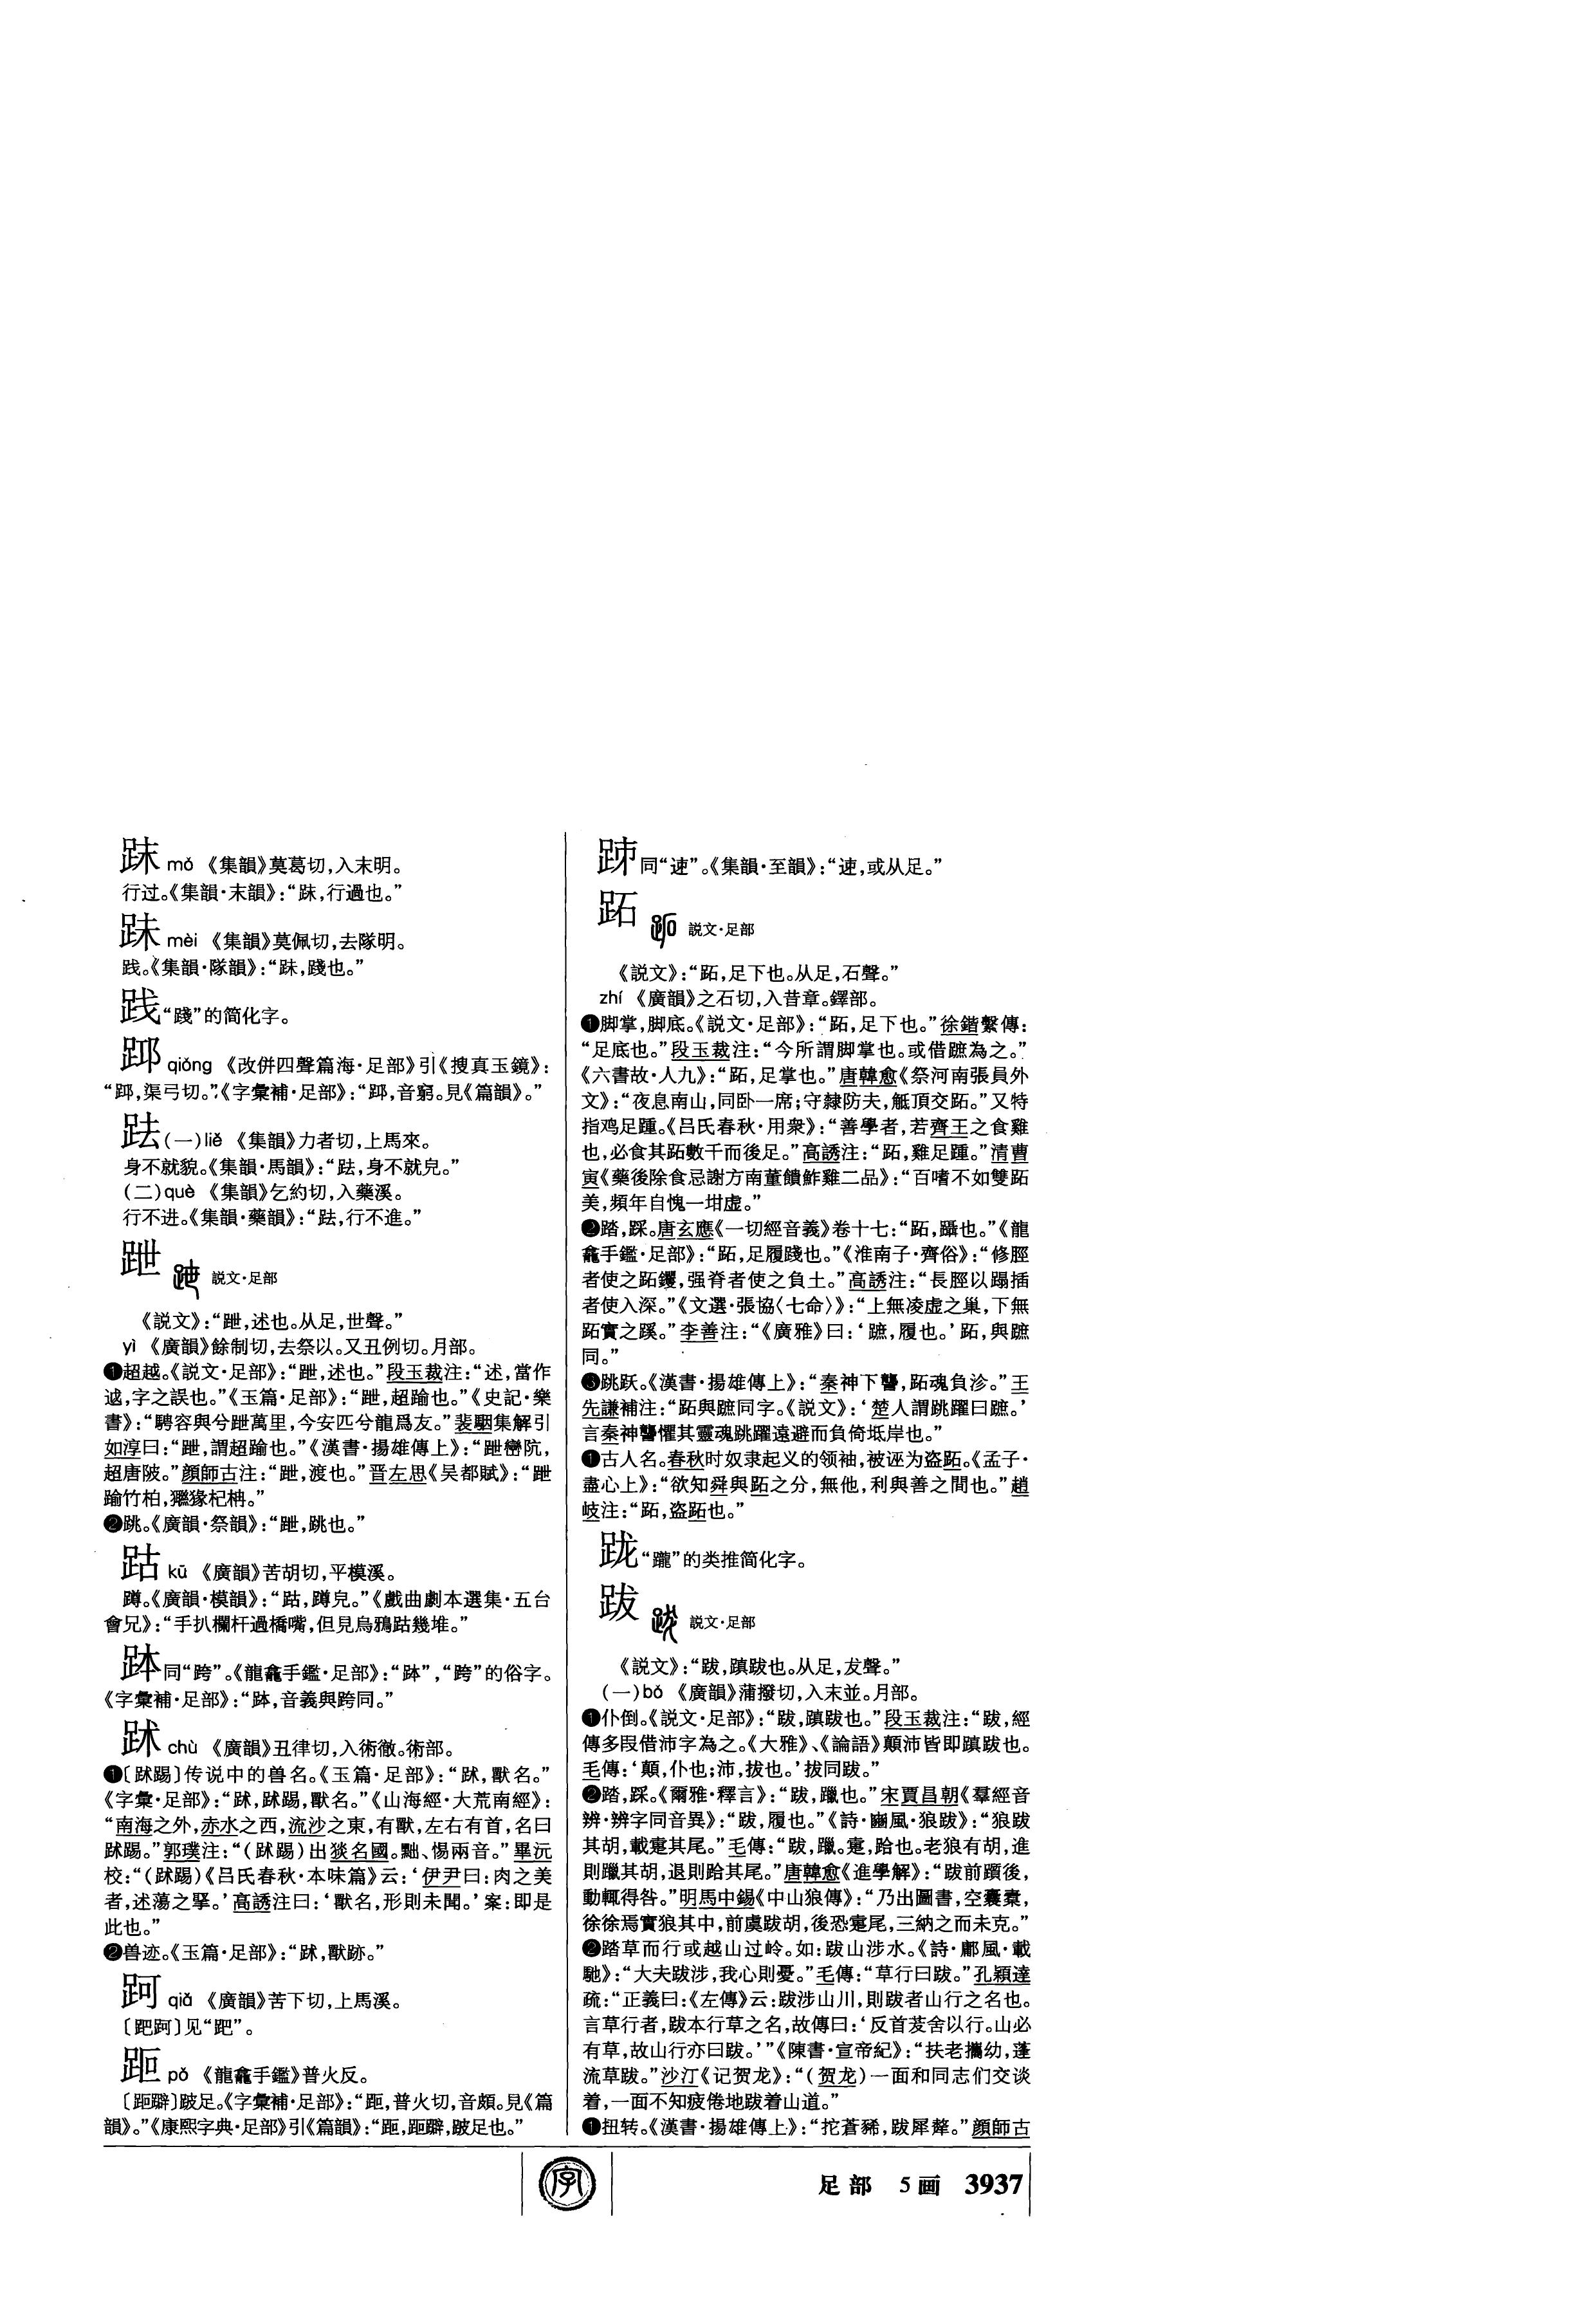 跊 mǒ 《集韻》莫葛切,入末明。
行过。《集韻·末韻》:“跊,行過也。”
跊 mèi 《集韻》莫佩切,去隊明。
践。《集韻·隊韻》:“跊,踐也。”
践“踐”的简化字。
qiǒng 《改併四聲篇海·足部》引《搜真玉鏡》:
“,渠弓切。”《字彙補·足部》:“,音窮。見《篇韻》。”
䟶(一)liě 《集韻》力者切,上馬來。
身不就貌。《集韻·馬韻》:“䟶,身不就皃。”
(二)què 《集韻》乞約切,入藥溪。
行不进。《集韻·藥韻》:“䟶,行不進。”
跇 説文·足部
《説文》:“跇,述也。从足,世聲。”
yì 《廣韻》餘制切,去祭以。又丑例切。月部。
❶超越。《説文·足部》:“跇,述也。”段玉裁注:“述,當作
𨒋,字之誤也。”《玉篇·足部》:“跇,超踰也。”《史記·樂
書》:“騁容與兮跇萬里,今安匹兮龍爲友。”裴駰集解引
如淳曰:“跇,謂超踰也。”《漢書·揚雄傳上》:“跇巒阬,
超唐陂。”顔師古注:“跇,渡也。”晋左思《吴都賦》:“跇
踰竹柏,獼猭杞柟。”
❷跳。《廣韻·祭韻》:“跇,跳也。”
跍 kū 《廣韻》苦胡切,平模溪。
蹲。《廣韻·模韻》:“跍,蹲皃。”《戲曲劇本選集·五台
會兄》:“手扒欄杆過橋嘴,但見烏鴉跍幾堆。”
䟺同“跨”。《龍龕手鑑·足部》:“䟺”,“跨”的俗字。
《字彙補·足部》:“䟺,音義與跨同。”
䟣 chù 《廣韻》丑律切,入術徹。術部。
❶〔䟣踢〕传说中的兽名。《玉篇·足部》:“䟣,獸名。”
《字彙·足部》:“䟣,䟣踢,獸名。”《山海經·大荒南經》:
“南海之外,赤水之西,流沙之東,有獸,左右有首,名曰
䟣踢。”郭璞注:“(䟣踢)出狻名國。黜、惕兩音。”畢沅
校:“(䟣踢)《吕氏春秋·本味篇》云:‘伊尹曰:肉之美
者,述蕩之掔。’高誘注曰:‘獸名,形則未聞。’案:即是
此也。”
❷兽迹。《玉篇·足部》:“䟣,獸跡。”
跒 qiǎ 《廣韻》苦下切,上馬溪。
〔跁跒〕见“跁”。
䟢 pǒ 《龍龕手鑑》普火反。
〔䟢躃〕跛足。《字彙補·足部》:“䟢,普火切,音頗。見《篇
韻》。”《康熙字典·足部》引《篇韻》:“䟢,䟢躃,跛足也。”
同“速”。《集韻·至韻》:“速,或从足。”
跖 説文·足部
《説文》:“跖,足下也。从足,石聲。”
zhí 《廣韻》之石切,入昔章。鐸部。
❶脚掌,脚底。《説文·足部》:“跖,足下也。”徐鍇繫傳:
“足底也。”段玉裁注:“今所謂脚掌也。或借蹠為之。”
《六書故·人九》:“跖,足掌也。”唐韓愈《祭河南張員外
文》:“夜息南山,同卧一席;守隸防夫,觝頂交跖。”又特
指鸡足踵。《吕氏春秋·用衆》:“善學者,若齊王之食雞
也,必食其跖數千而後足。”高誘注:“跖,雞足踵。”清曹
寅《藥後除食忌謝方南董饋鮓雞二品》:“百嗜不如雙跖
美,頻年自愧一坩虚。”
❷踏,踩。唐玄應《一切經音義》卷十七:“跖,躡也。”《龍
龕手鑑·足部》:“跖,足履踐也。”《淮南子·齊俗》:“修脛
者使之跖钁,强脊者使之負土。”高誘注:“長脛以蹋插
者使入深。”《文選·張協〈七命〉》:“上無凌虚之巢,下無
跖實之蹊。”李善注:“《廣雅》曰:‘蹠,履也。’跖,與蹠
同。”
❸跳跃。《漢書·揚雄傳上》:“秦神下讋,跖魂負沴。”王
先謙補注:“跖與蹠同字。《説文》:‘楚人謂跳躍曰蹠。’
言秦神讋懼其靈魂跳躍遠避而負倚坻岸也。”
❶古人名。春秋时奴隶起义的领袖,被诬为盗跖。《孟子·
盡心上》:“欲知舜與跖之分,無他,利與善之間也。”趙
岐注:“跖,盗跖也。”
“躘”的类推简化字。
跋 説文·足部
《説文》:“跋,蹎跋也。从足,犮聲。”
(一)bó 《廣韻》蒲撥切,入末並。月部。
❶仆倒。《説文·足部》:“跋,蹎跋也。”段玉裁注:“跋,經
傳多叚借沛字為之。《大雅》、《論語》顛沛皆即蹎跋也。
毛傳:‘顛,仆也;沛,拔也。’拔同跋。”
❷踏,踩。《爾雅·釋言》:“跋,躐也。”宋賈昌朝《羣經音
辨·辨字同音異》:“跋,履也。”《詩·豳風·狼跋》:“狼跋
其胡,載疐其尾。”毛傳:“跋,躐。疐,跲也。老狼有胡,進
則躐其胡,退則跲其尾。”唐韓愈《進學解》:“跋前躓後,
動輒得咎。”明馬中錫《中山狼傳》:“乃出圖書,空囊橐,
徐徐焉實狼其中,前虞跋胡,後恐疐尾,三納之而未克。”
❷踏草而行或越山过岭。如:跋山涉水。《詩·鄘風·載
馳》:“大夫跋涉,我心則憂。”毛傳:“草行曰跋。”孔穎達
疏:“正義曰:《左傳》云:跋涉山川,則跋者山行之名也。
言草行者,跋本行草之名,故傳曰:‘反首茇舍以行。山必
有草,故山行亦曰跋。’”《陳書·宣帝紀》:“扶老攜幼,蓬
流草跋。”沙汀《记贺龙》:“(贺龙)一面和同志们交谈
着,一面不知疲倦地跋着山道。”
❶扭转。《漢書·揚雄傳上》:“拕蒼豨,跋犀犛。”顔師古
字
足部 5画 3937